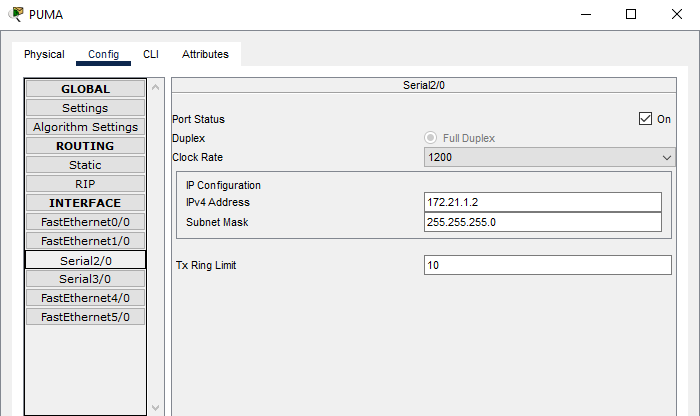 PUMA
Physical Config CLI Attributes
GLOBAL
Settings
Algorithm Settings
ROUTING
Static
RIP
INTERFACE
FastEthernet0/0
FastEthernet1/0
Serial2/0
Serial3/0
FastEthernet4/0
FastEthernet5/0
Serial2/0
Port Status On
Duplex Full Duplex
Clock Rate 1200
IP Configuration
IPv4 Address 172.21.1.2
Subnet Mask 255.255.255.0
Tx Ring Limit 10